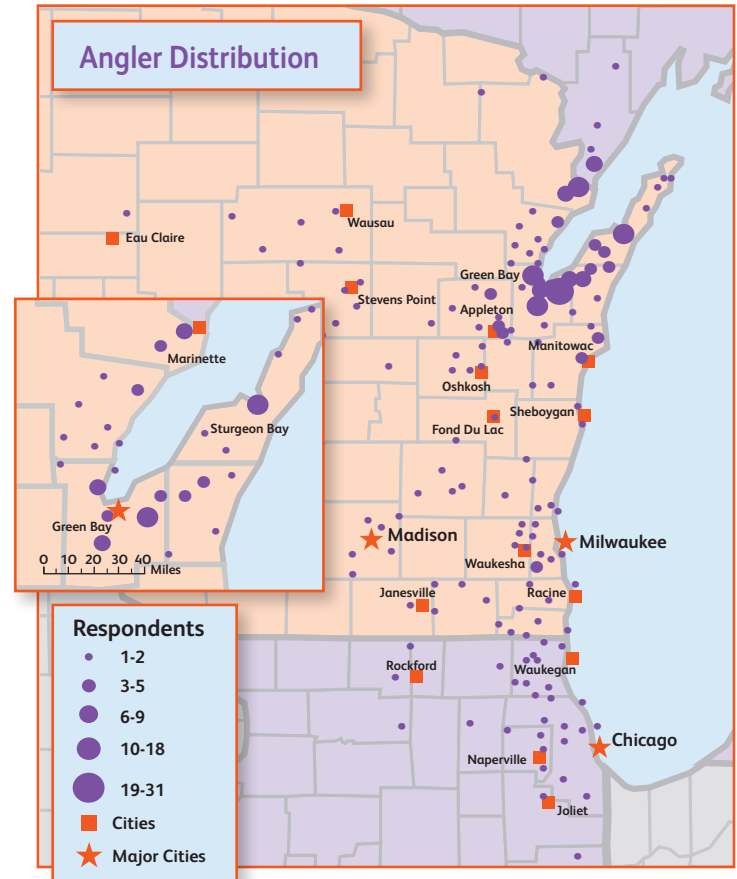 Angler Distribution
Eau Claire
Wausau
Green Bay
Stevens Point
Appleton
Manitowoc
Oshkosh
Sheboygan
Fond Du Lac
Madison
Milwaukee
Waukesha
Janesville
Racine
Rockford
Waukegan
Chicago
Naperville
Joliet
Marinette
Sturgeon Bay
Green Bay
0 10 20 30 40
Miles
Respondents
1-2
3-5
6-9
10-18
19-31
Cities
Major Cities